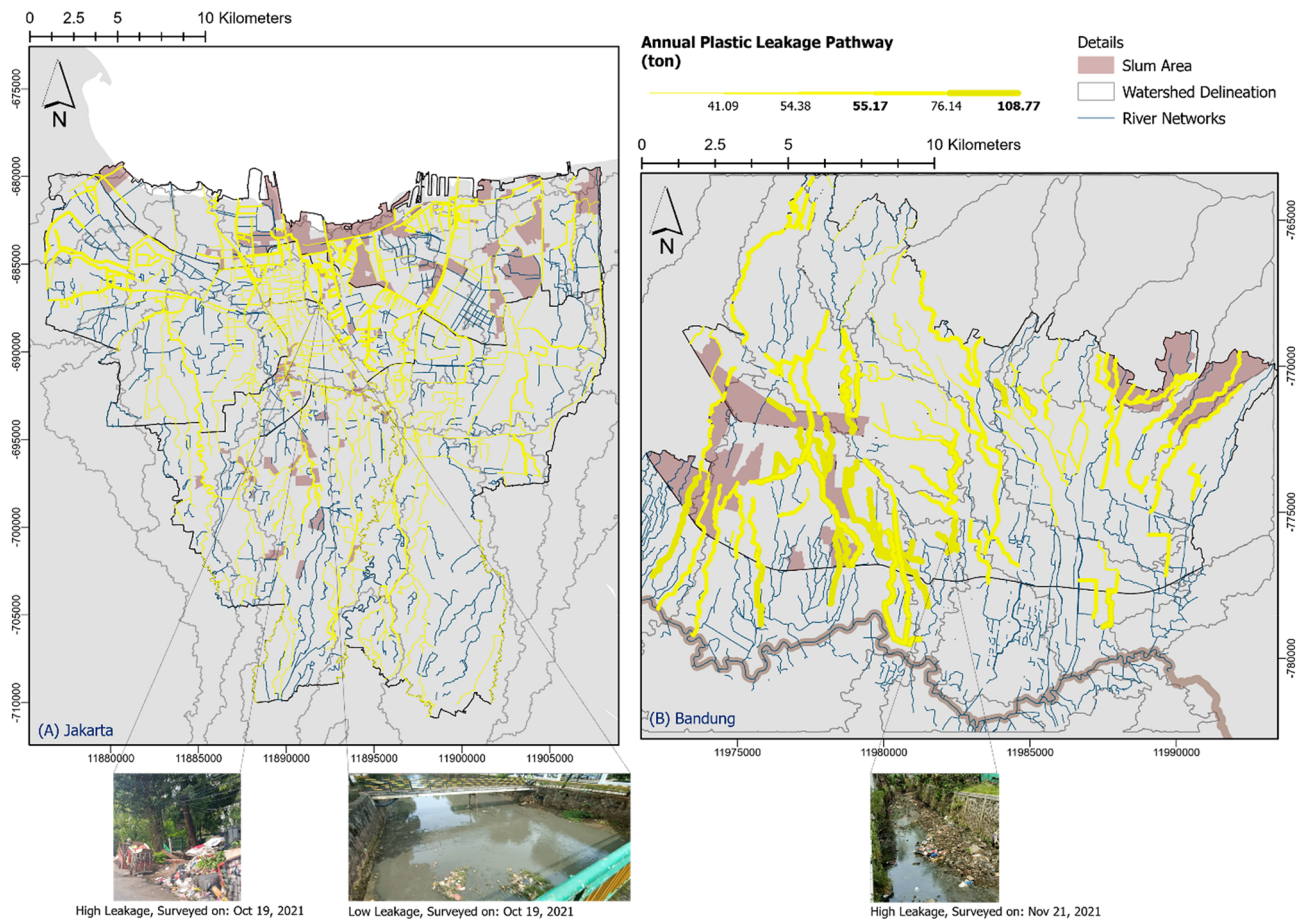 0 2.5 5 10 Kilometers
Annual Plastic Leakage Pathway
(ton)
41.09 54.38 55.17 76.14 108.77
Details
Slum Area
Watershed Delineation
River Networks
0 2.5 5 10 Kilometers
N
-675000
-680000
-685000
-690000
-695000
-700000
-705000
-710000
(A) Jakarta
11880000 11885000 11890000 11895000 11900000 11905000
N
-765000
-770000
-775000
-780000
(B) Bandung
11975000 11980000 11985000 11990000
High Leakage, Surveyed on: Oct 19, 2021
Low Leakage, Surveyed on: Oct 19, 2021
High Leakage, Surveyed on: Nov 21, 2021